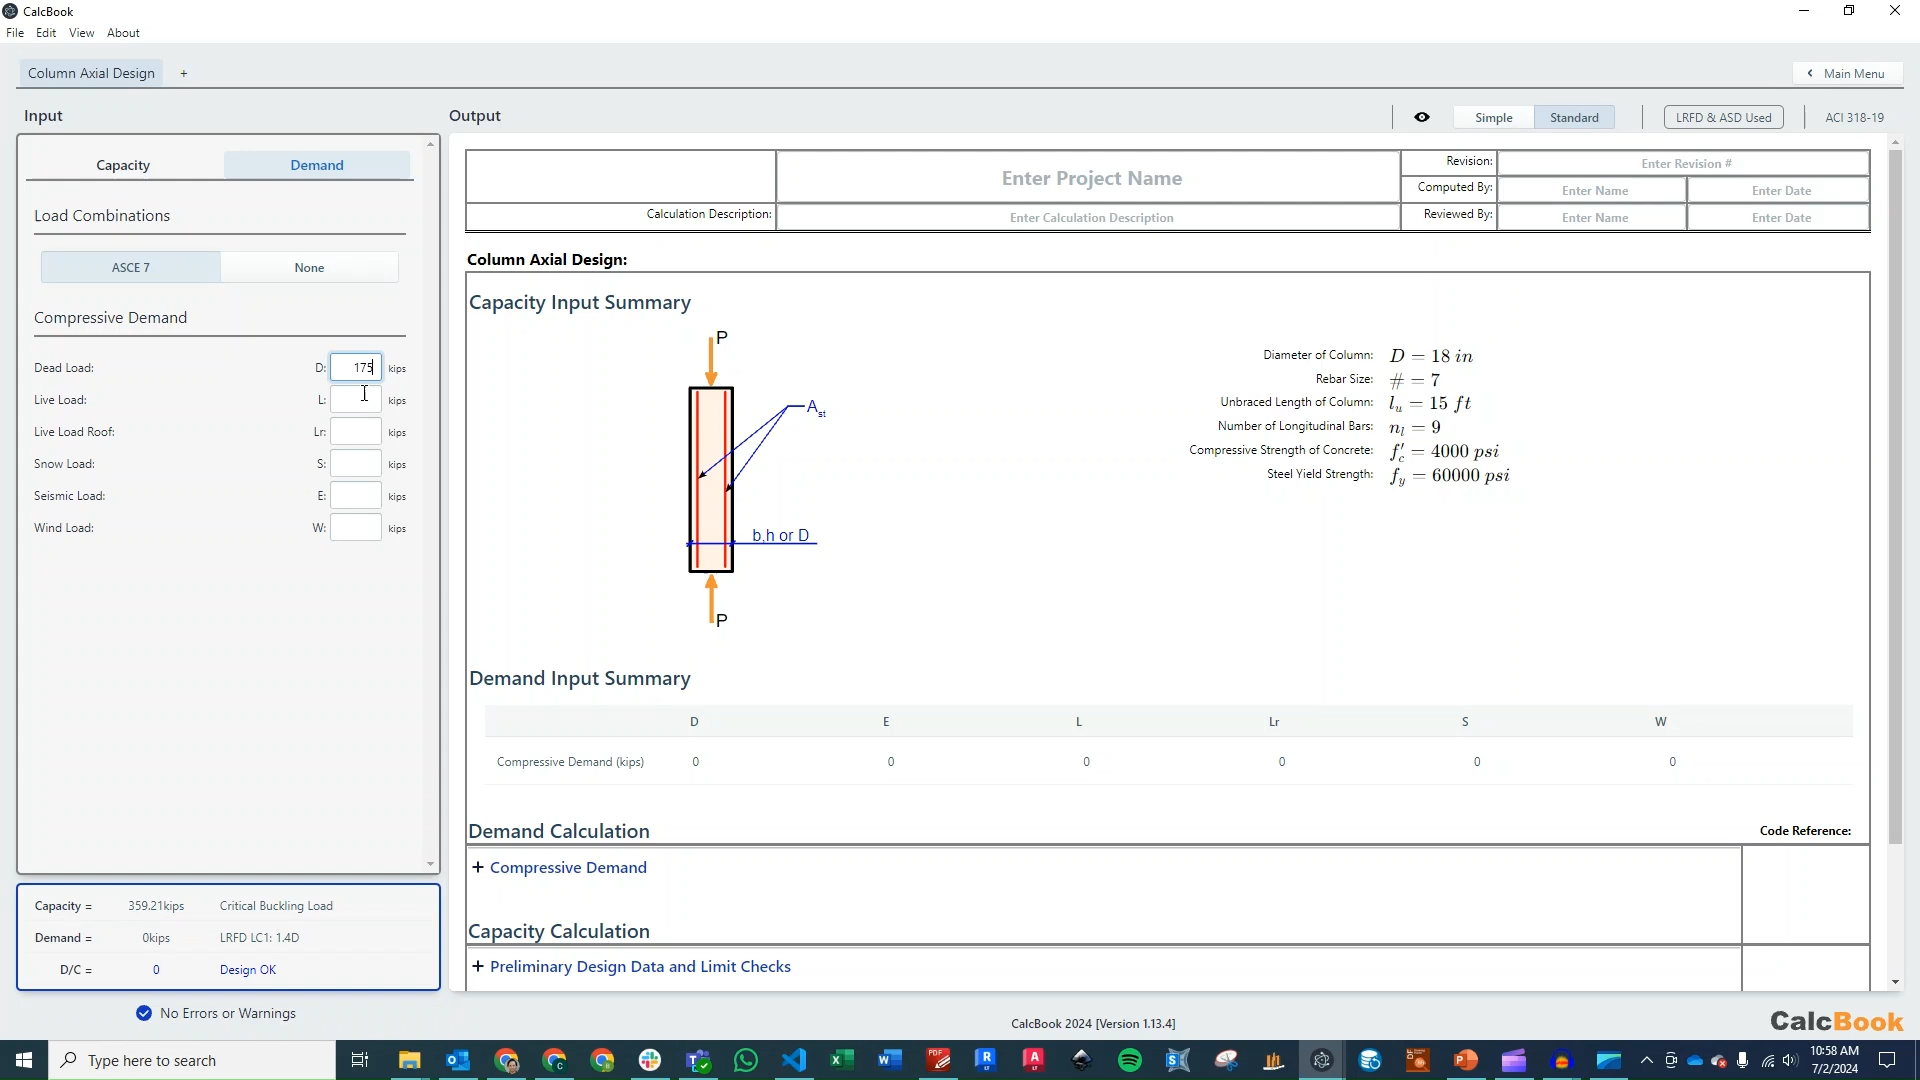 CalcBook
File Edit View About
Column Axial Design +
Main Menu
Input
Output
Simple Standard
LRFD & ASD Used
ACI 318-19
Capacity Demand
Load Combinations
ASCE 7 None
Compressive Demand
Dead Load: D: 175 kips
Live Load: L: kips
Live Load Roof: Lr: kips
Snow Load: S: kips
Seismic Load: E: kips
Wind Load: W: kips
Capacity = 359.21kips Critical Buckling Load
Demand = 0kips LRFD LC1: 1.4D
D/C = 0 Design OK
No Errors or Warnings
Enter Project Name
Calculation Description: Enter Calculation Description
Revision: Enter Revision #
Computed By: Enter Name Enter Date
Reviewed By: Enter Name Enter Date
Column Axial Design:
Capacity Input Summary
P
A st
b,h or D
P
Diameter of Column: D = 18 in
Rebar Size: # = 7
Unbraced Length of Column: l_u = 15 ft
Number of Longitudinal Bars: n_l = 9
Compressive Strength of Concrete: f'_c = 4000 psi
Steel Yield Strength: f_y = 60000 psi
Demand Input Summary
D E L Lr S W
Compressive Demand (kips) 0 0 0 0 0 0
Demand Calculation Code Reference:
+ Compressive Demand
Capacity Calculation
+ Preliminary Design Data and Limit Checks
CalcBook 2024 [Version 1.13.4]
CalcBook
Type here to search
10:58 AM
7/2/2024